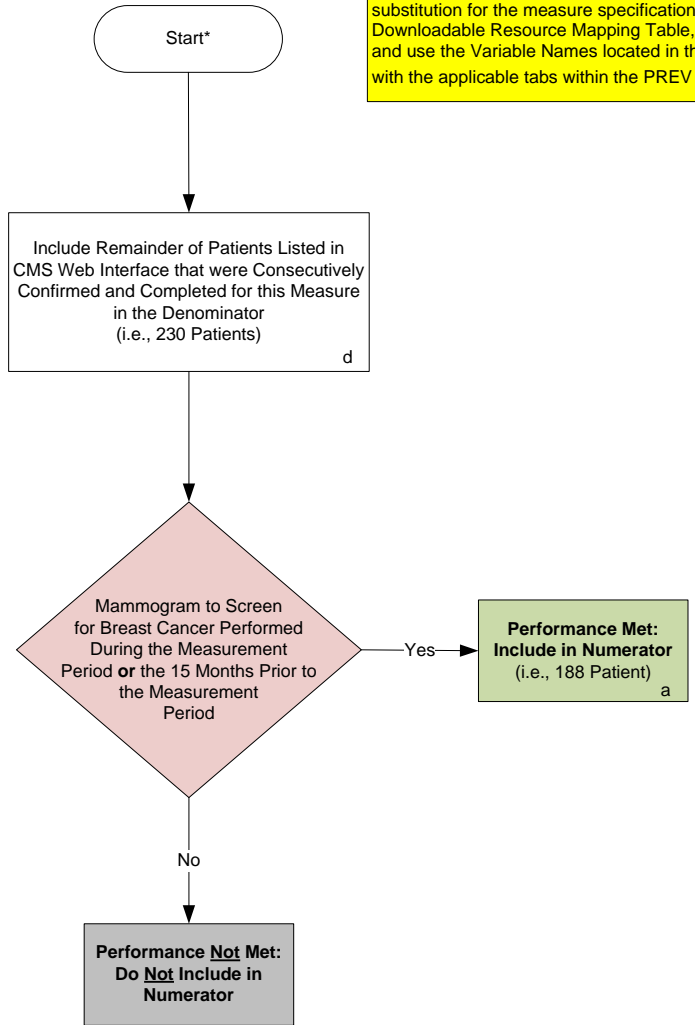 Start*
substitution for the measure specification
Downloadable Resource Mapping Table,
and use the Variable Names located in
with the applicable tabs within the PREV
Include Remainder of Patients Listed in
CMS Web Interface that were Consecutively
Confirmed and Completed for this Measure
in the Denominator
(i.e., 230 Patients)
d
Mammogram to Screen
for Breast Cancer Performed
During the Measurement
Period or the 15 Months Prior to
the Measurement
Period
Yes
Performance Met:
Include in Numerator
(i.e., 188 Patient)
a
No
Performance Not Met:
Do Not Include in
Numerator